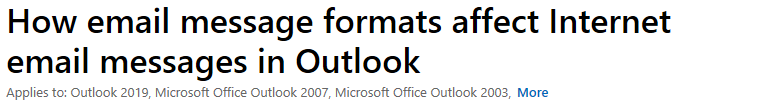 How email message formats affect Internet
email messages in Outlook
Applies to: Outlook 2019, Microsoft Office Outlook 2007, Microsoft Office Outlook 2003, More